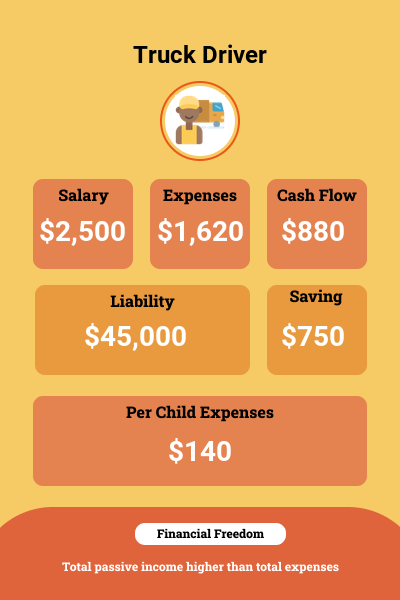 Truck Driver
Salary
$2,500
Expenses
$1,620
Cash Flow
$880
Liability
$45,000
Saving
$750
Per Child Expenses
$140
Financial Freedom
Total passive income higher than total expenses